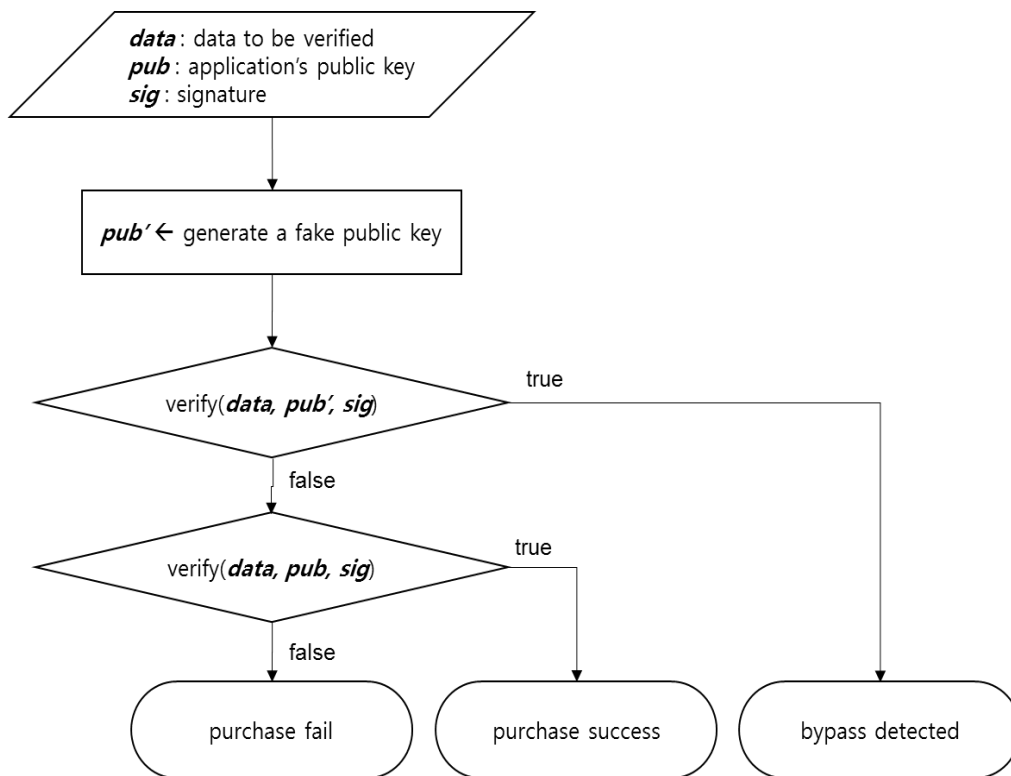 data : data to be verified
pub : application's public key
sig : signature
pub′ ← generate a fake public key
verify(data, pub′, sig)
true
false
verify(data, pub, sig)
true
false
purchase fail
purchase success
bypass detected